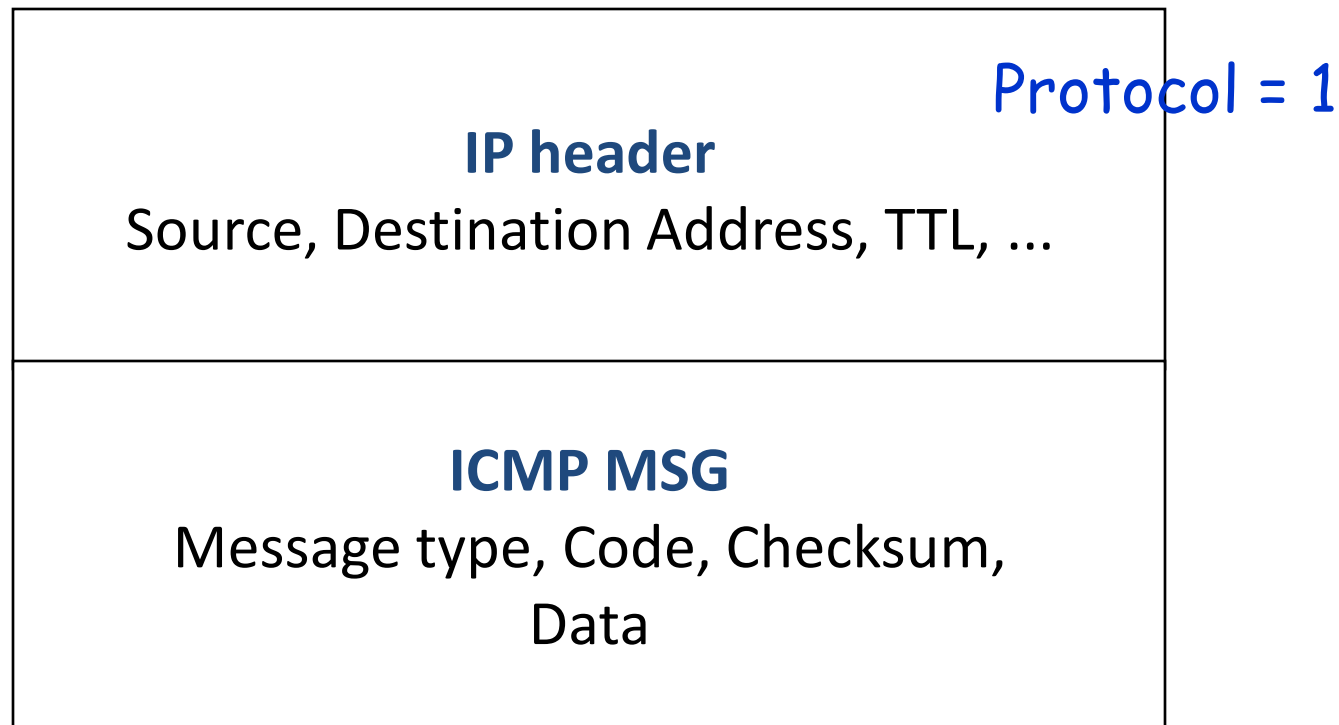 Protocol = 1
IP header
Source, Destination Address, TTL, ...
ICMP MSG
Message type, Code, Checksum,
Data